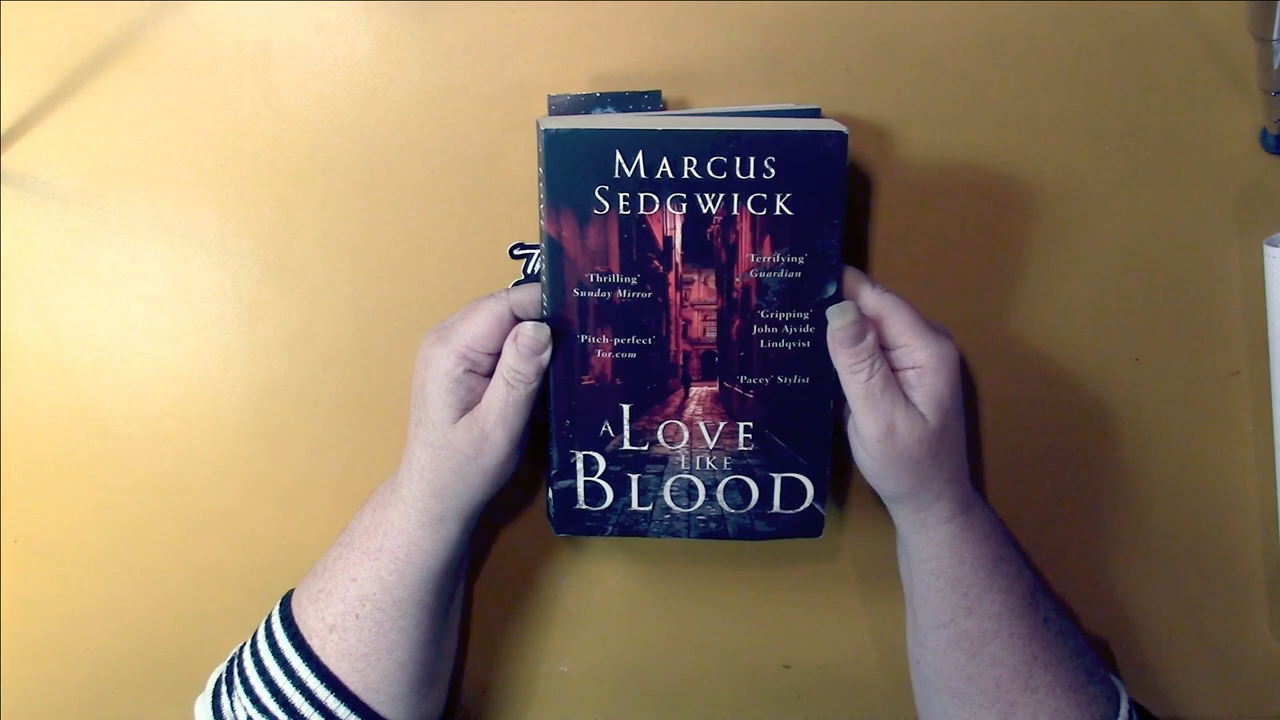 MARCUS
SEDGWICK
'Thrilling'
Sunday Mirror
'Pitch-perfect'
Tor.com
'Terrifying'
Guardian
'Gripping'
John Ajvide
Lindqvist
'Pacey' Stylist
A LOVE
LIKE
BLOOD
Th